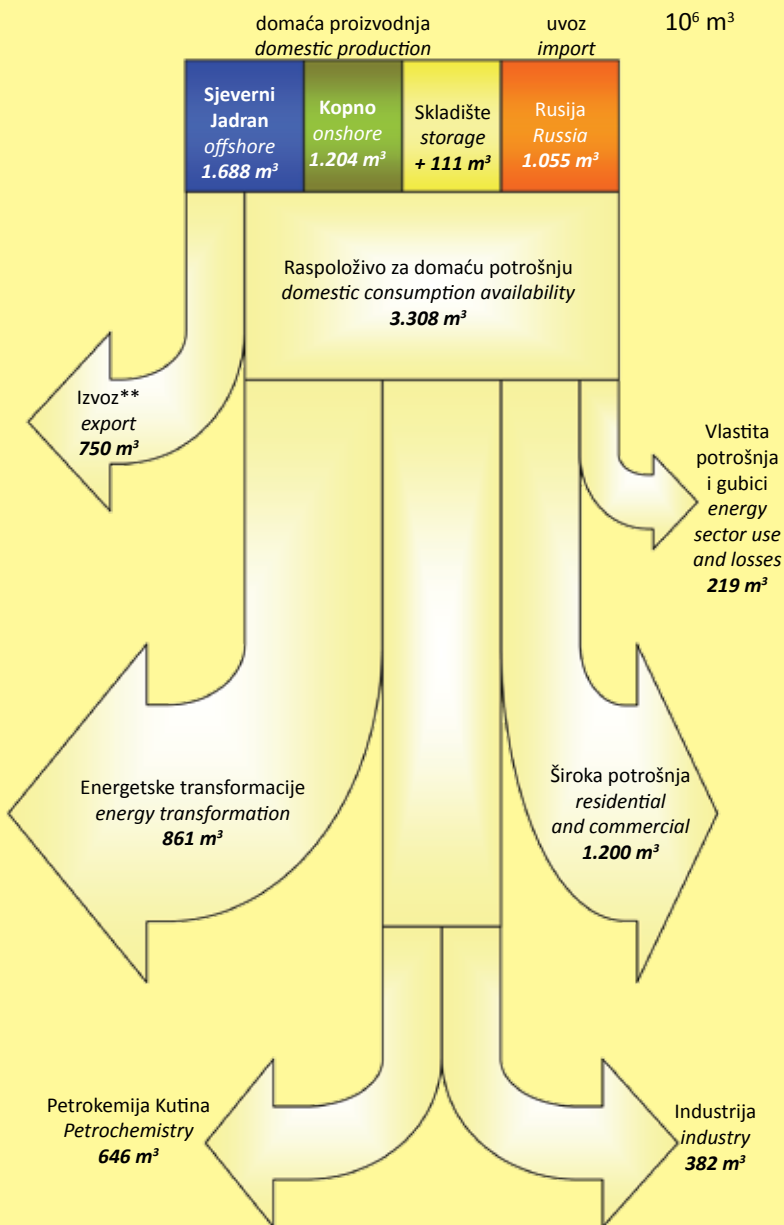 domaća proizvodnja
domestic production
uvoz
import
10⁶ m³
Sjeverni
Jadran
offshore
1.688 m³
Kopno
onshore
1.204 m³
Skladište
storage
+ 111 m³
Rusija
Russia
1.055 m³
Raspoloživo za domaću potrošnju
domestic consumption availability
3.308 m³
Izvoz**
export
750 m³
Vlastita
potrošnja
i gubici
energy
sector use
and losses
219 m³
Energetske transformacije
energy transformation
861 m³
Široka potrošnja
residential
and commercial
1.200 m³
Petrokemija Kutina
Petrochemistry
646 m³
Industrija
industry
382 m³